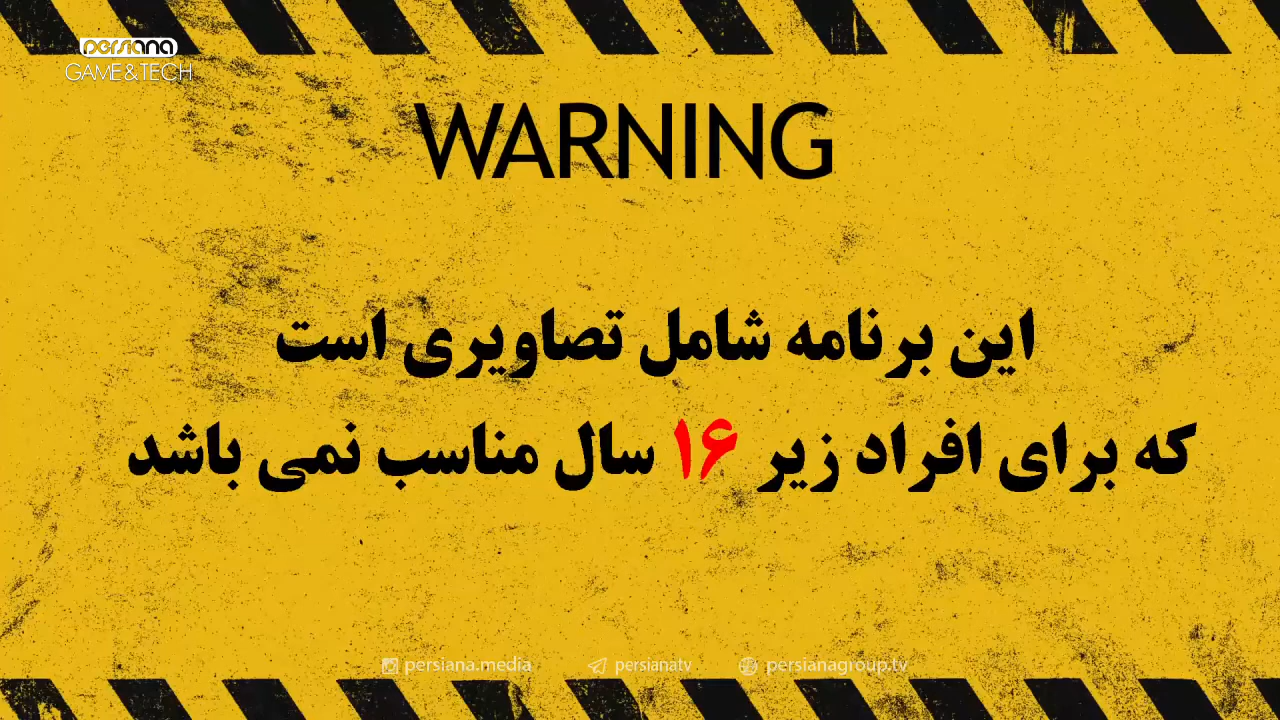 persiana
GAME&TECH
WARNING
این برنامه شامل تصاویری است
که برای افراد زیر ۱۶ سال مناسب نمی باشد
persiana.media persianatv persianagroup.tv